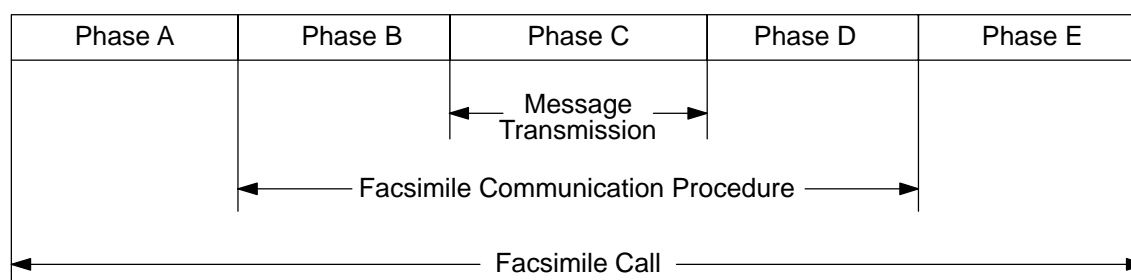 Phase A Phase B Phase C Phase D Phase E
Message
Transmission
Facsimile Communication Procedure
Facsimile Call